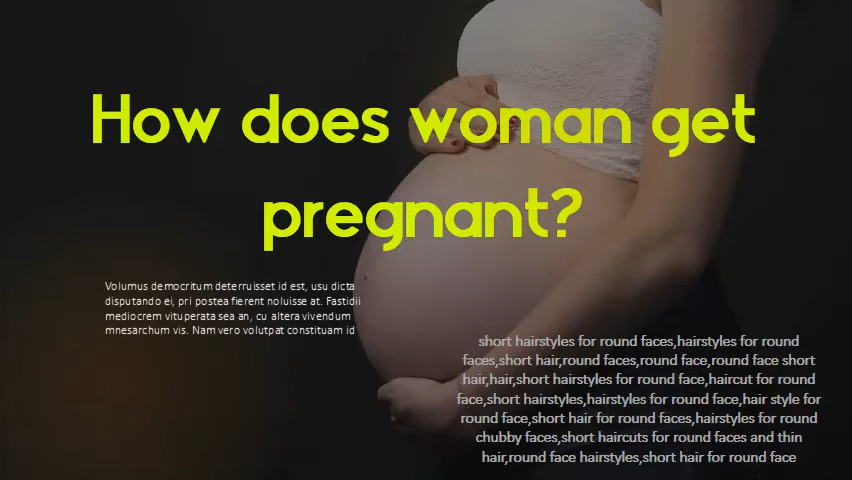 How does woman get
pregnant?
Volumus democritum deterruisset id est, usu dicta
disputando ei, pri postea fierent noluisse at. Fastidii
mediocrem vituperata sea an, cu altera vivendum
mnesarchum vis. Nam vero volutpat constituam id
short hairstyles for round faces,hairstyles for round
faces,short hair,round faces,round face,round face short
hair,hair,short hairstyles for round face,haircut for round
face,short hairstyles,hairstyles for round face,hair style for
round face,short hair for round faces,hairstyles for round
chubby faces,short haircuts for round faces and thin
hair,round face hairstyles,short hair for round face